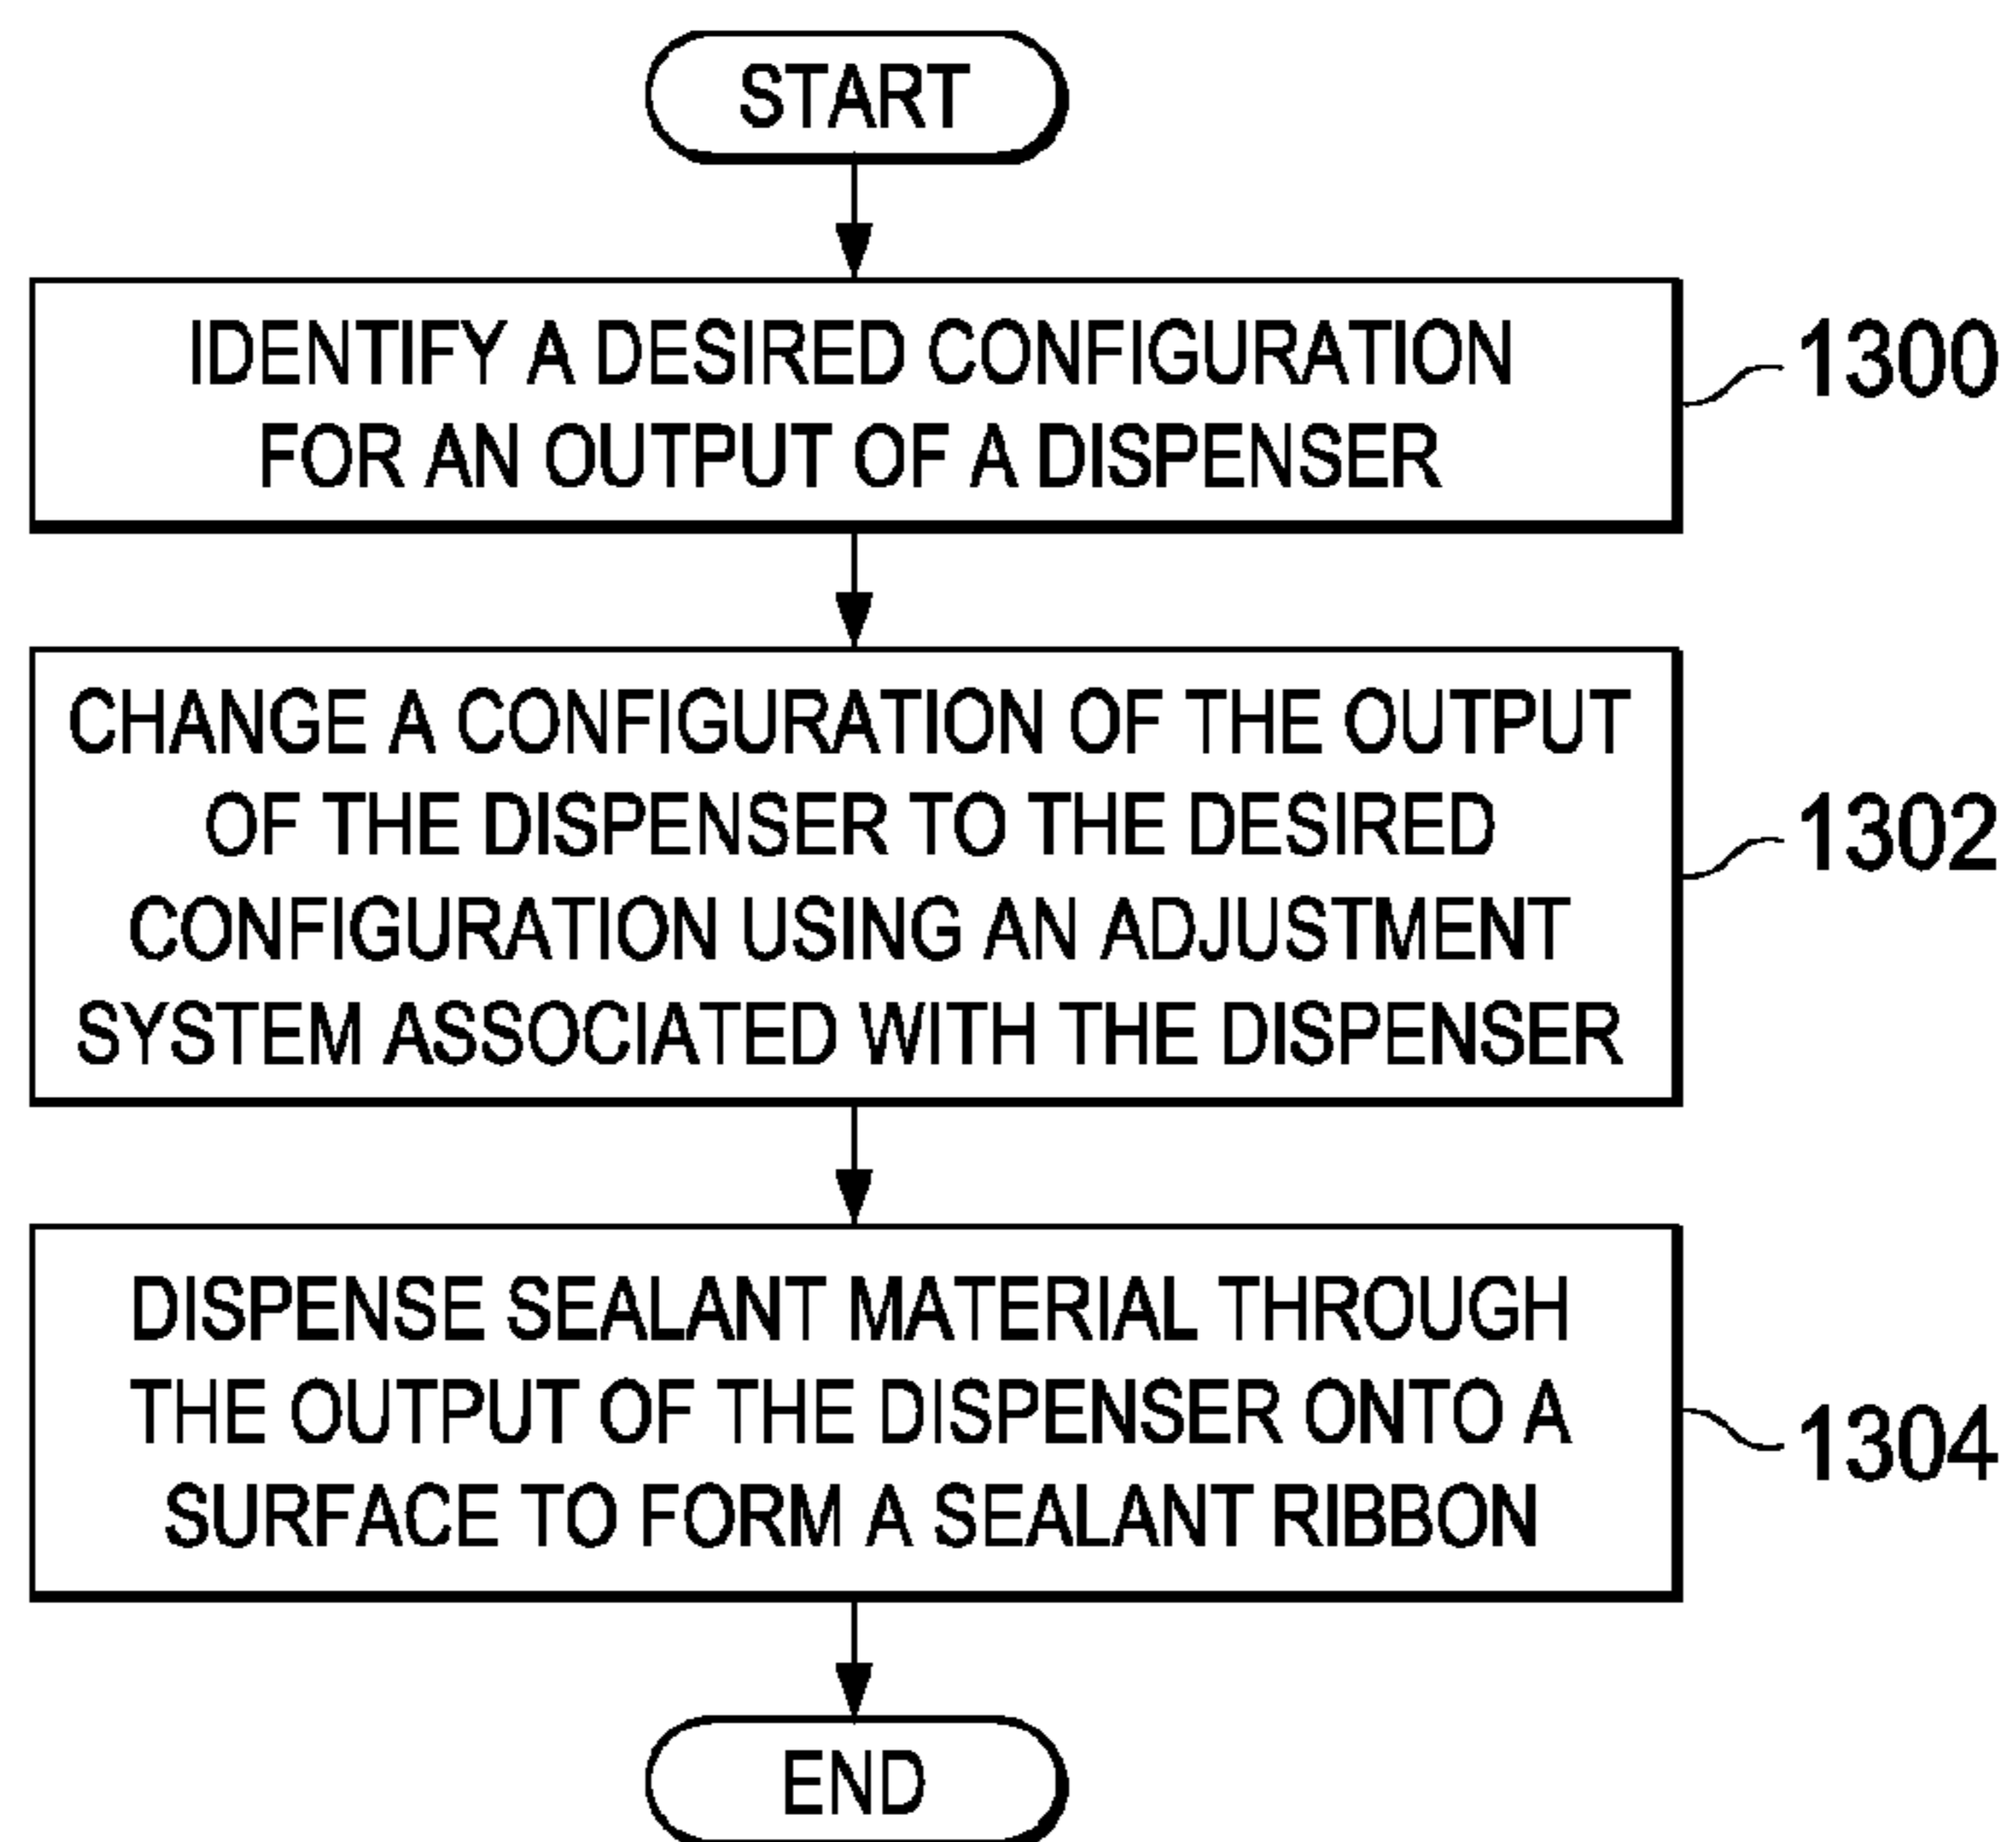 START
IDENTIFY A DESIRED CONFIGURATION
FOR AN OUTPUT OF A DISPENSER
1300
CHANGE A CONFIGURATION OF THE OUTPUT
OF THE DISPENSER TO THE DESIRED
CONFIGURATION USING AN ADJUSTMENT
SYSTEM ASSOCIATED WITH THE DISPENSER
1302
DISPENSE SEALANT MATERIAL THROUGH
THE OUTPUT OF THE DISPENSER ONTO A
SURFACE TO FORM A SEALANT RIBBON
1304
END